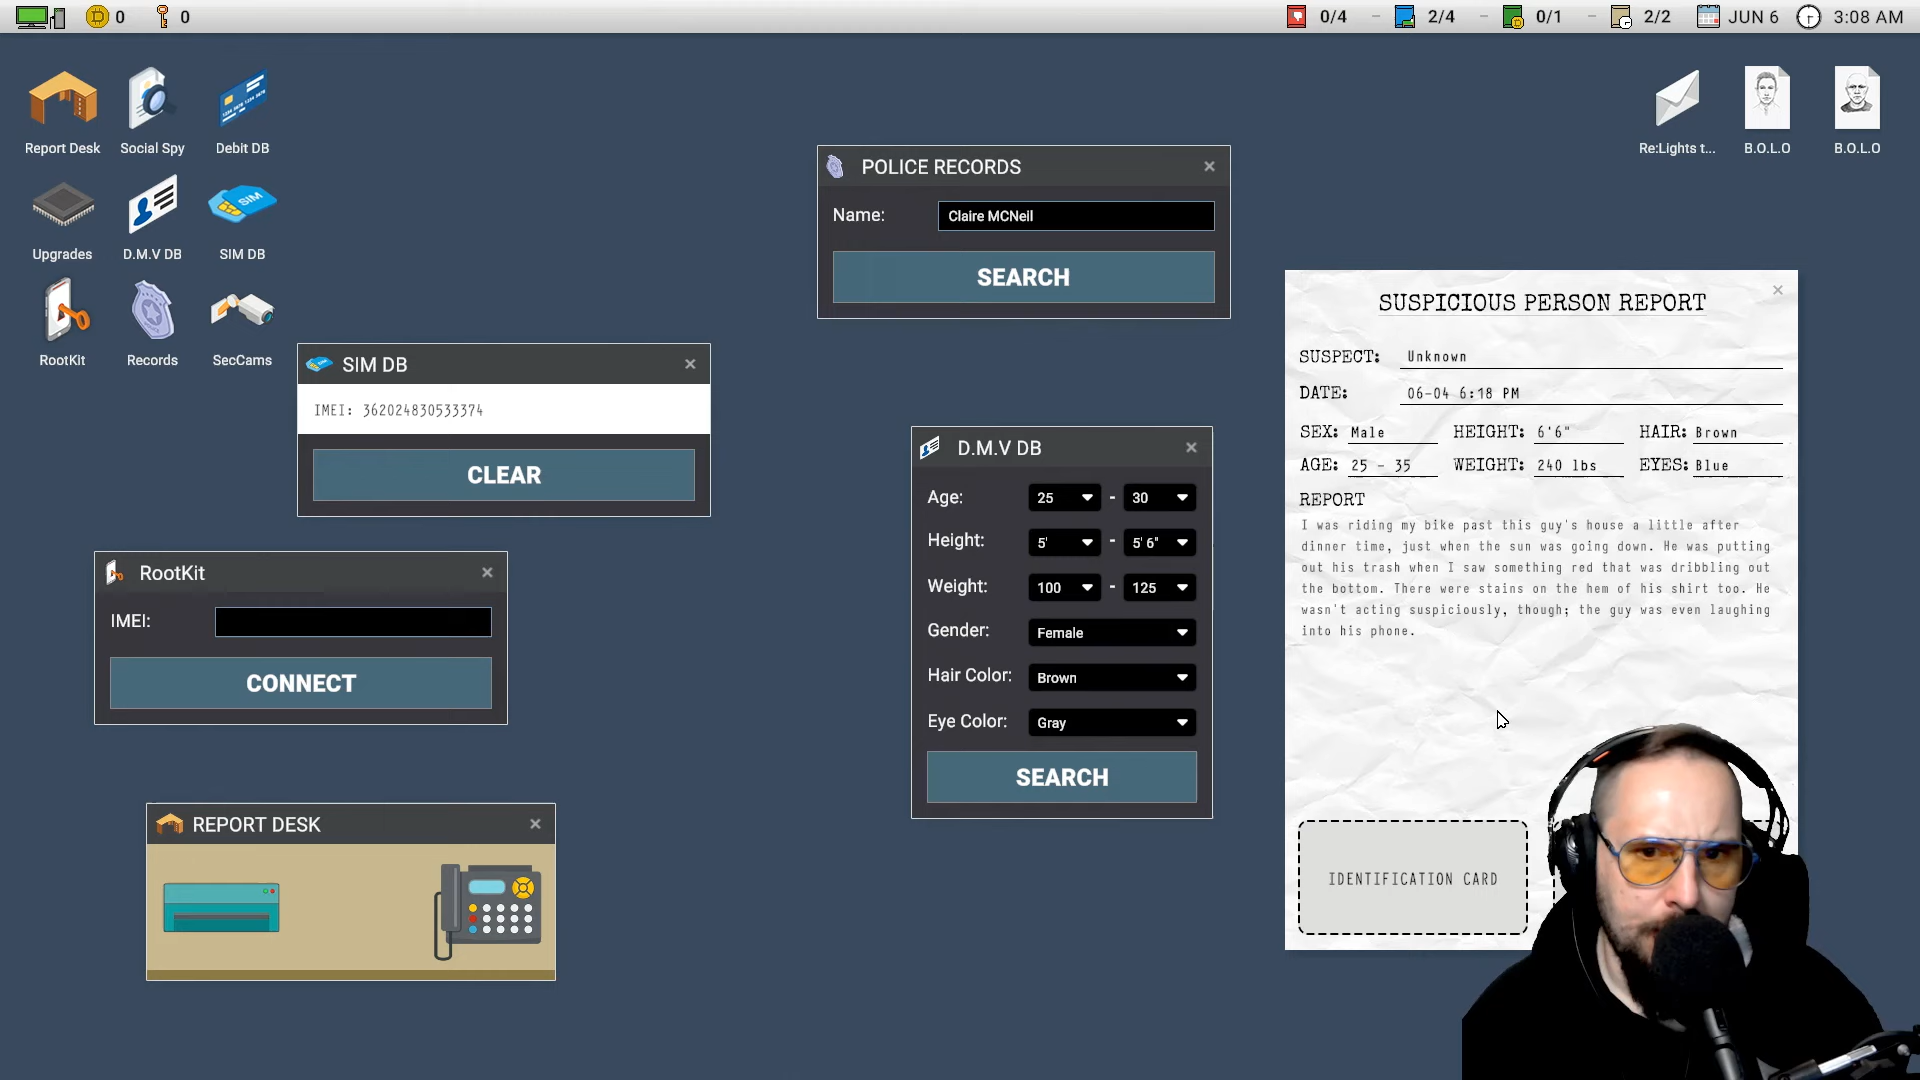 0
0
0/4
2/4
0/1
2/2
JUN 6
3:08 AM
Report Desk
Social Spy
Debit DB
Upgrades
D.M.V DB
SIM DB
RootKit
Records
SecCams
Re:Lights t...
B.O.L.O
B.O.L.O
POLICE RECORDS
Name: Claire MCNeil
SEARCH
SIM DB
IMEI: 362024830533374
CLEAR
RootKit
IMEI:
CONNECT
REPORT DESK
D.M.V DB
Age: 25 - 30
Height: 5' - 5' 6"
Weight: 100 - 125
Gender: Female
Hair Color: Brown
Eye Color: Gray
SEARCH
SUSPICIOUS PERSON REPORT
SUSPECT: Unknown
DATE: 06-04 6:18 PM
SEX: Male HEIGHT: 6'6" HAIR: Brown
AGE: 25 - 35 WEIGHT: 240 lbs EYES: Blue
REPORT
I was riding my bike past this guy's house a little after
dinner time, just when the sun was going down. He was putting
out his trash when I saw something red that was dribbling out
the bottom. There were stains on the hem of his shirt too. He
wasn't acting suspiciously, though; the guy was even laughing
into his phone.
IDENTIFICATION CARD